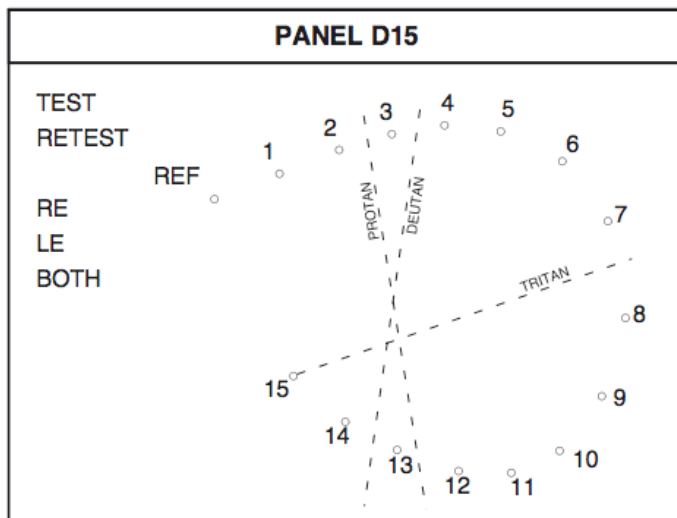 PANEL D15
TEST
RETEST
RE
LE
BOTH
REF
1
2
3
4
5
6
7
8
9
10
11
12
13
14
15
PROTAN
DEUTAN
TRITAN